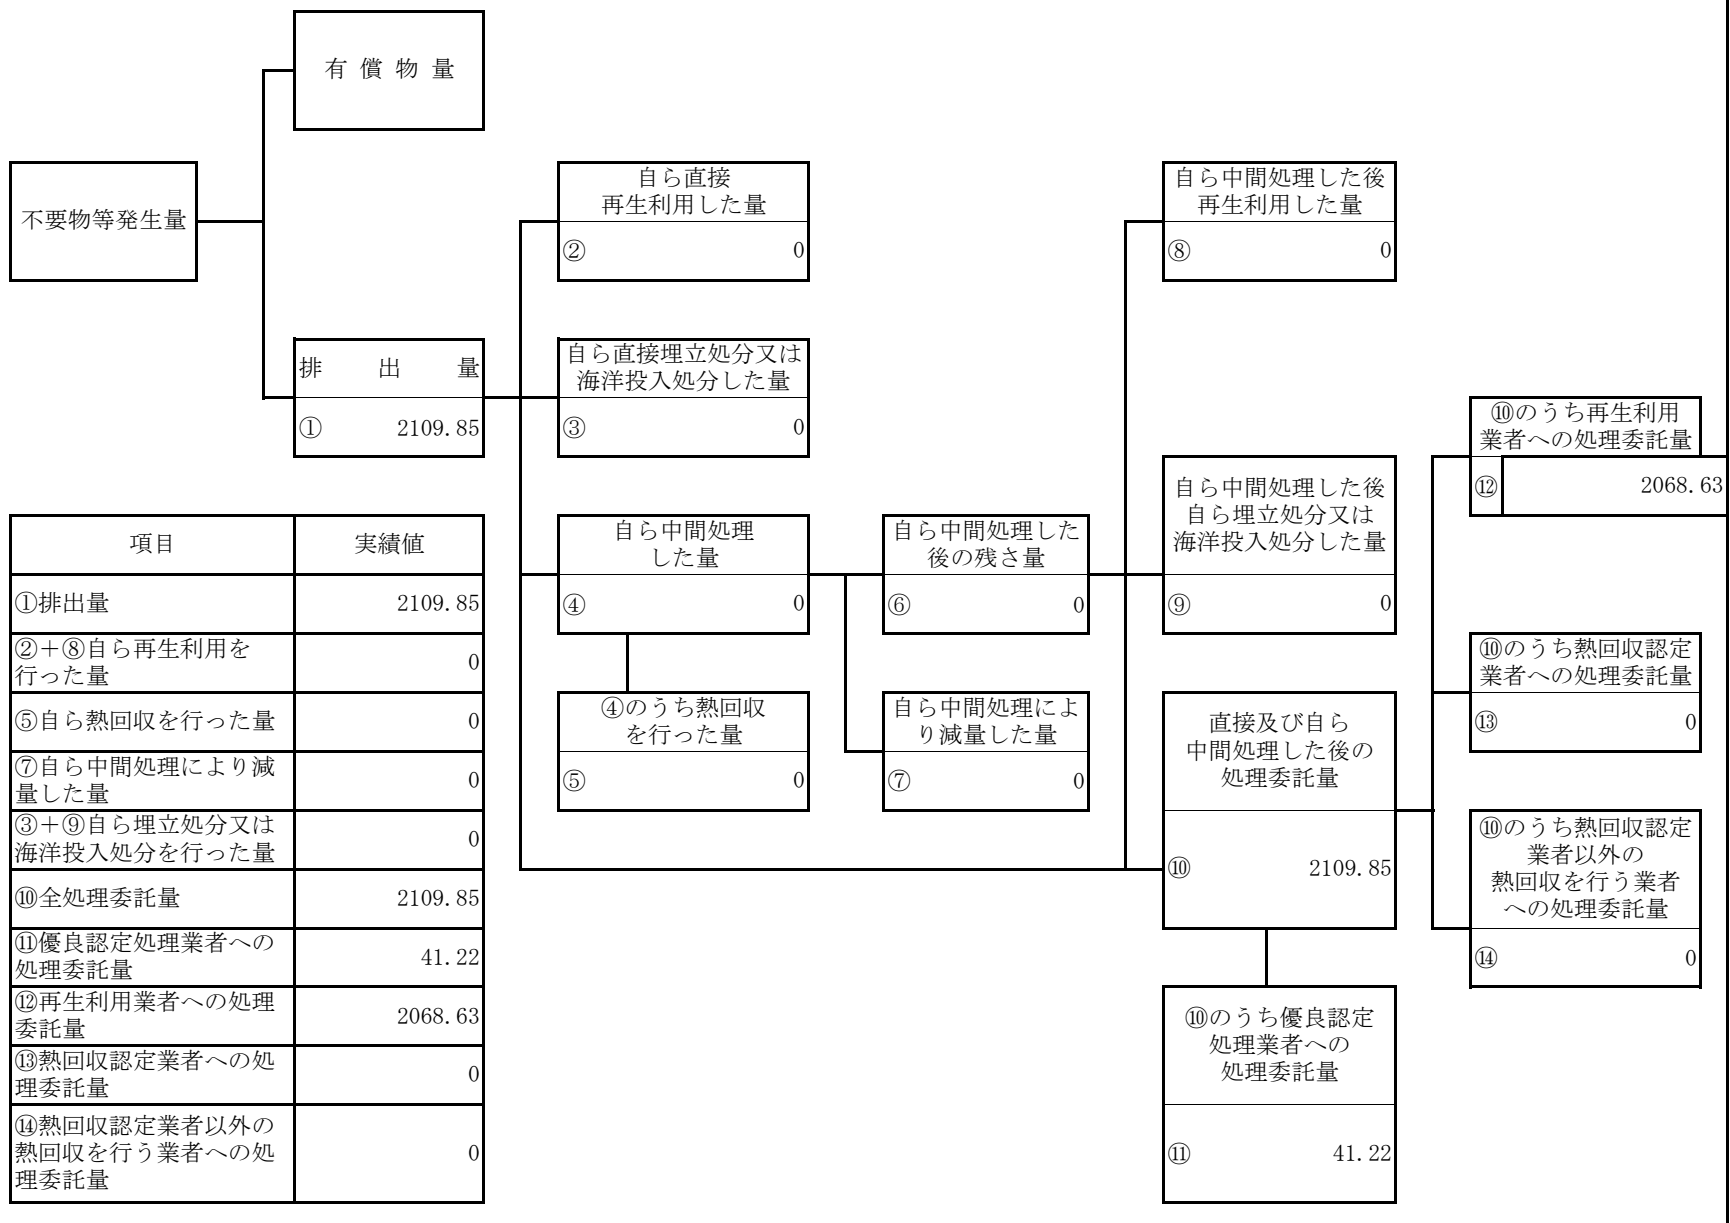 有償物量
不要物等発生量
自ら直接
再生利用した量
② 0
自ら中間処理した後
再生利用した量
⑧ 0
排出量
① 2109.85
自ら直接埋立処分又は
海洋投入処分した量
③ 0
⑩のうち再生利用
業者への処理委託量
⑫ 2068.63
自ら中間処理
した量
④ 0
自ら中間処理した
後の残さ量
⑥ 0
自ら中間処理した後
自ら埋立処分又は
海洋投入処分した量
⑨ 0
④のうち熱回収
を行った量
⑤ 0
自ら中間処理によ
り減量した量
⑦ 0
直接及び自ら
中間処理した後の
処理委託量
⑩ 2109.85
⑩のうち熱回収認定
業者への処理委託量
⑬ 0
⑩のうち熱回収認定
業者以外の
熱回収を行う業者
への処理委託量
⑭ 0
⑩のうち優良認定
処理業者への
処理委託量
⑪ 41.22
項目 実績値
①排出量 2109.85
②＋⑧自ら再生利用を
行った量 0
⑤自ら熱回収を行った量 0
⑦自ら中間処理により減
量した量 0
③＋⑨自ら埋立処分又は
海洋投入処分を行った量 0
⑩全処理委託量 2109.85
⑪優良認定処理業者への
処理委託量 41.22
⑫再生利用業者への処理
委託量 2068.63
⑬熱回収認定業者への処
理委託量 0
⑭熱回収認定業者以外の
熱回収を行う業者への処
理委託量 0